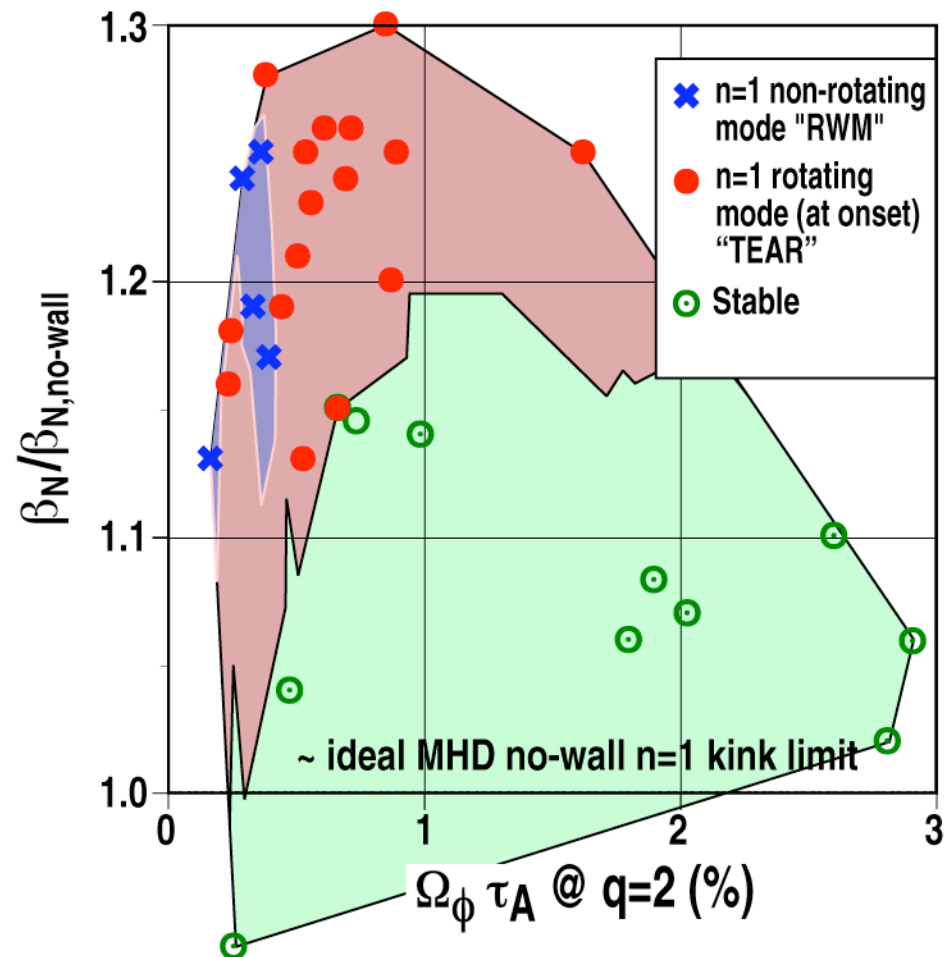 1.3
n=1 non-rotating
mode "RWM"
n=1 rotating
mode (at onset)
“TEAR”
Stable
1.2
βN/βN,no-wall
1.1
~ ideal MHD no-wall n=1 kink limit
1.0
0 1 2 3
Ωϕ τA @ q=2 (%)